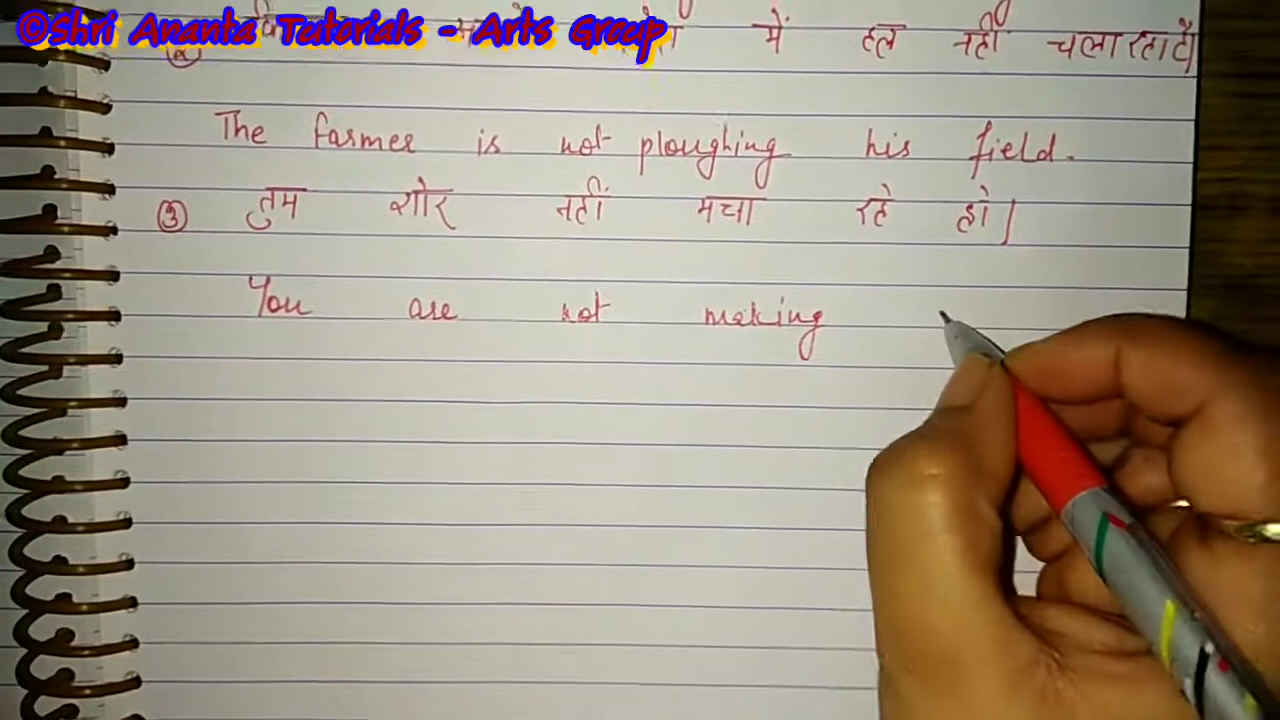 ©Shri Ananta Tutorials - Arts Group
में हल नहीं चला रहा है।
The farmer is not ploughing his field.
③ तुम शोर नहीं मचा रहे हो।
You are not making